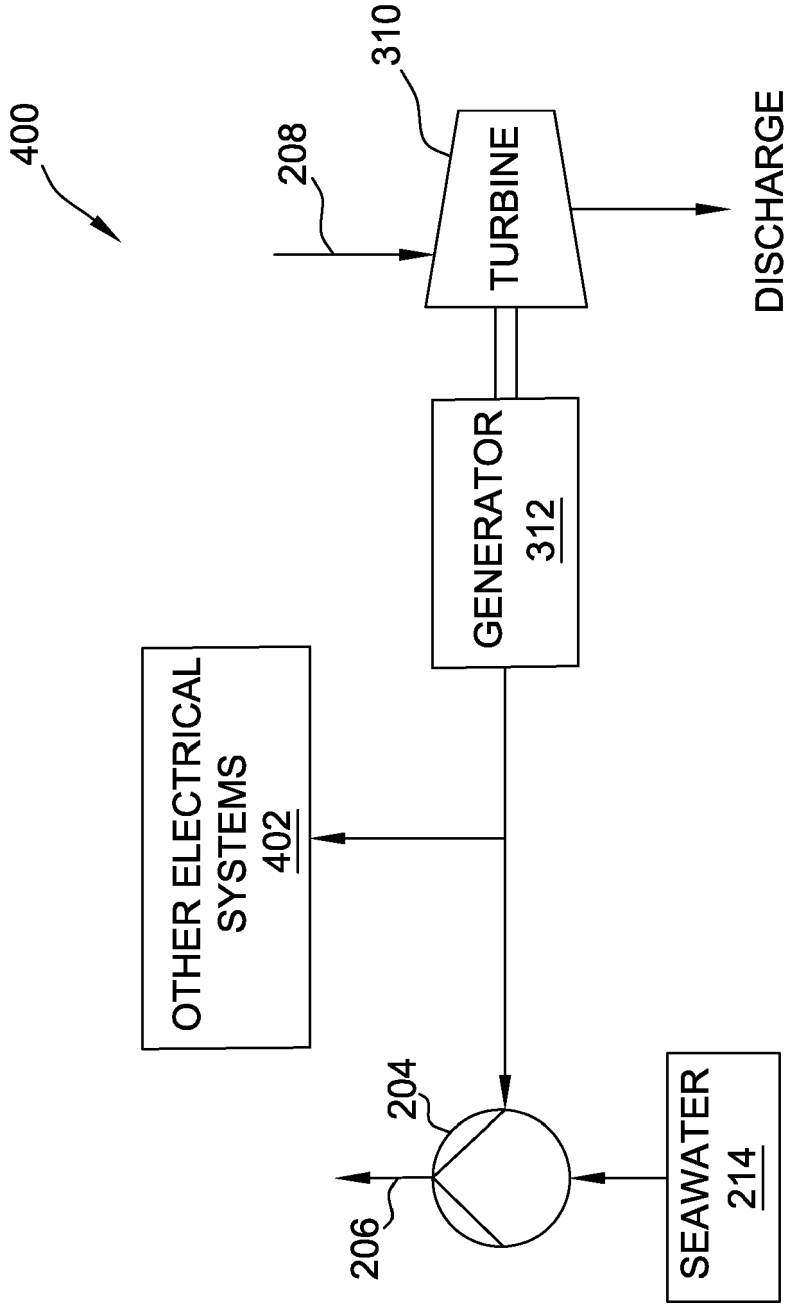 400
208
310
TURBINE
DISCHARGE
GENERATOR
312
OTHER ELECTRICAL
SYSTEMS
402
204
206
SEAWATER
214